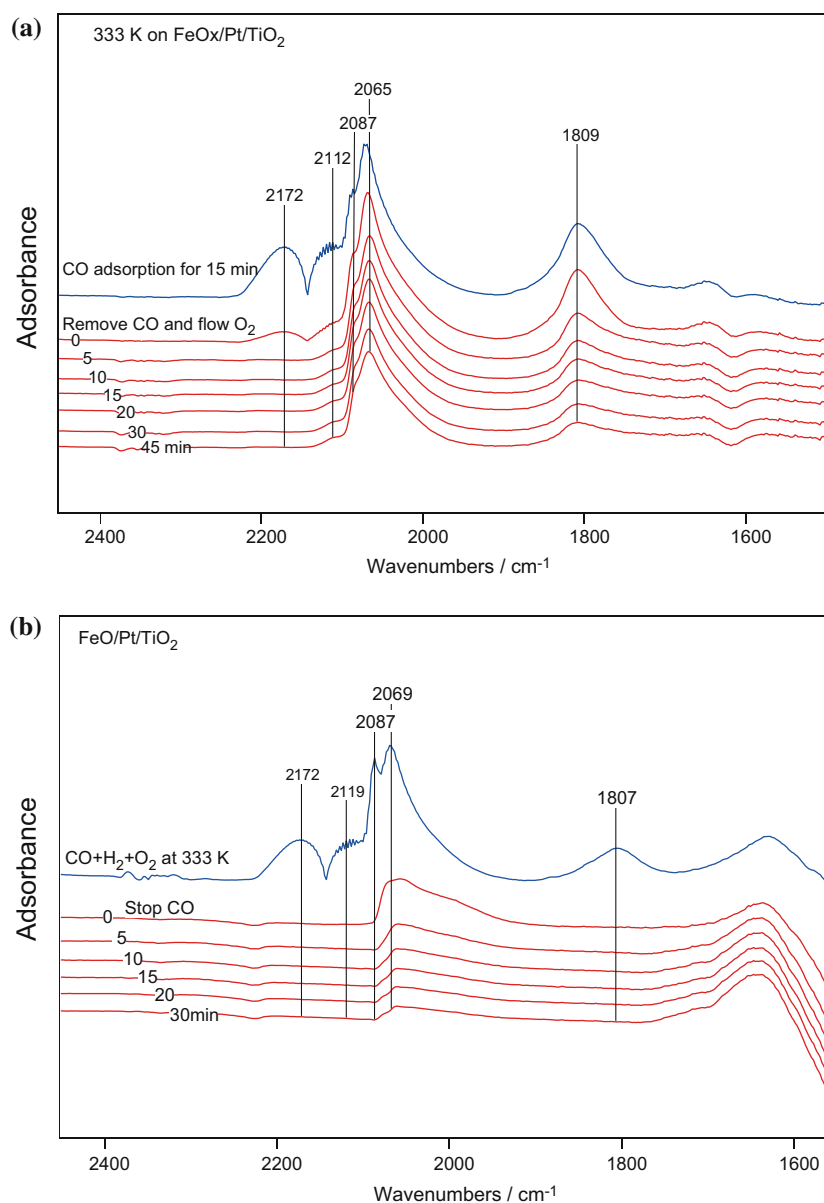 (a)
333 K on FeOx/Pt/TiO2
2065
2087
2112
1809
2172
CO adsorption for 15 min
Remove CO and flow O2
0
5
10
15
20
30
45 min
Adsorbance
2400 2200 2000 1800 1600
Wavenumbers / cm-1
(b)
FeO/Pt/TiO2
2069
2087
2172
2119
1807
CO+H2+O2 at 333 K
0 Stop CO
5
10
15
20
30min
Adsorbance
2400 2200 2000 1800 1600
Wavenumbers / cm-1